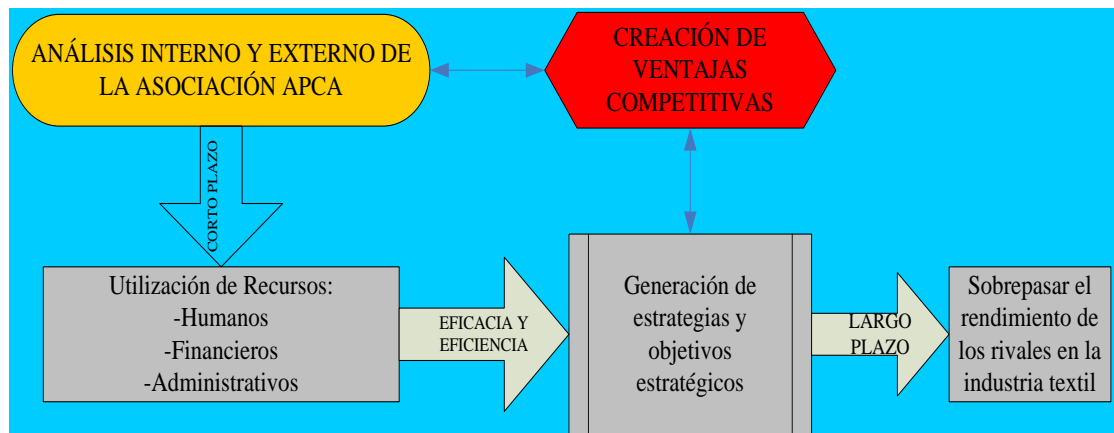 ANÁLISIS INTERNO Y EXTERNO DE
LA ASOCIACIÓN APCA
CREACIÓN DE
VENTAJAS
COMPETITIVAS
CORTO PLAZO
Utilización de Recursos:
-Humanos
-Financieros
-Administrativos
EFICACIA Y
EFICIENCIA
Generación de
estrategias y
objetivos
estratégicos
LARGO
PLAZO
Sobrepasar el
rendimiento de
los rivales en la
industria textil